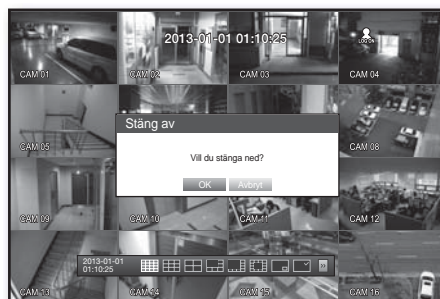 2013-01-01 01:10:25
LOG ON
CAM 01
CAM 02
CAM 03
CAM 04
Stäng av
CAM 05
CAM 08
Vill du stänga ned?
OK
Avbryt
CAM 09
CAM 10
CAM 11
CAM 12
2013-01-01
01:10:25
CAM 13
CAM 14
CAM 15
CAM 16